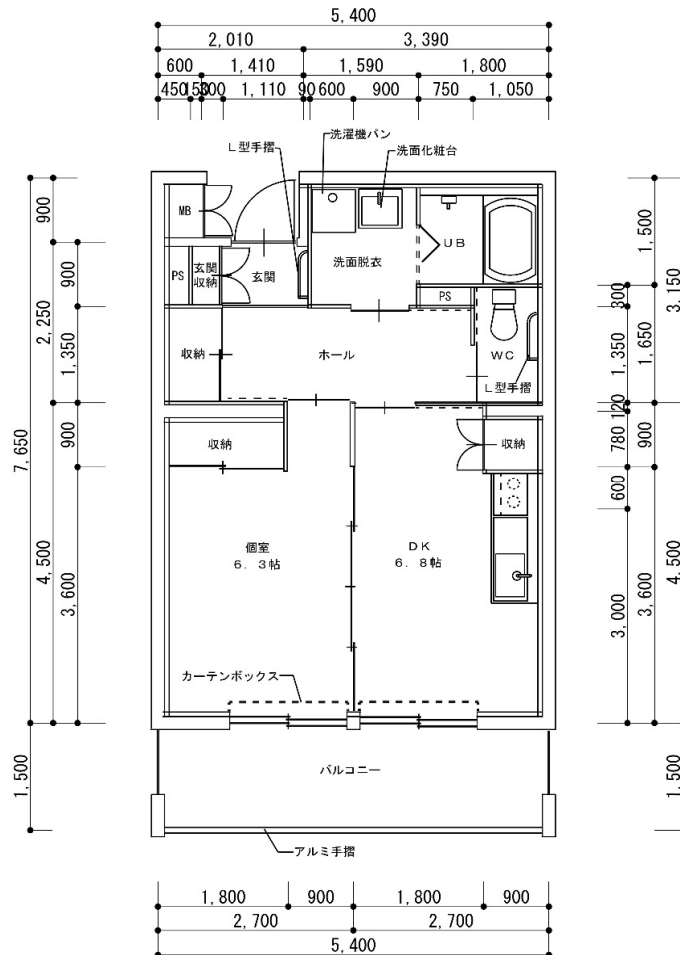 5,400
2,010 3,390
600 1,410 1,590 1,800
450 150 300 1,110 90 600 900 750 1,050
洗濯機パン
L型手摺
洗面化粧台
MB
UB
洗面脱衣
PS
玄関
収納
玄関
PS
収納
ホール
WC
L型手摺
収納
収納
個室
6.3帖
DK
6.8帖
カーテンボックス
バルコニー
アルミ手摺
900
900
2,250
1,350
900
7,650
4,500
3,600
1,500
1,500
3,150
300
1,350
1,650
120
780
900
600
4,500
3,000
3,600
1,500
1,800 900 1,800 900
2,700 2,700
5,400